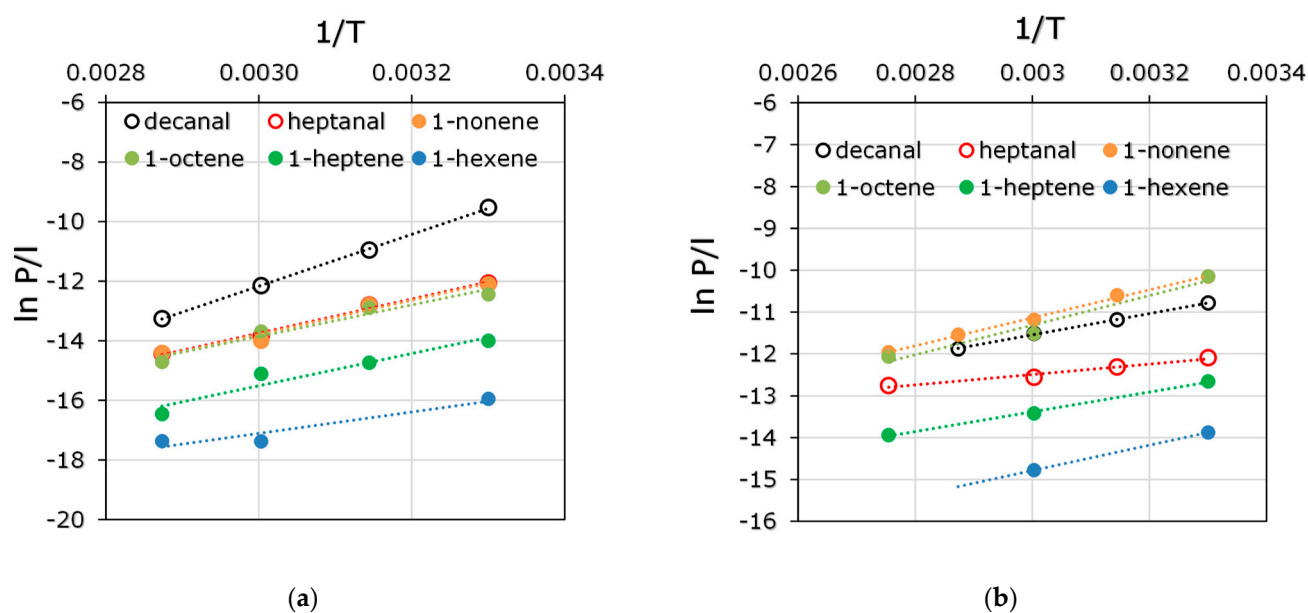 1/T
0.0028 0.0030 0.0032 0.0034
-6
-8
-10
-12
-14
-16
-18
-20
ln P/I
decanal heptanal 1-nonene
1-octene 1-heptene 1-hexene
(a)
1/T
0.0026 0.0028 0.003 0.0032 0.0034
-6
-7
-8
-9
-10
-11
-12
-13
-14
-15
-16
ln P/I
decanal heptanal 1-nonene
1-octene 1-heptene 1-hexene
(b)